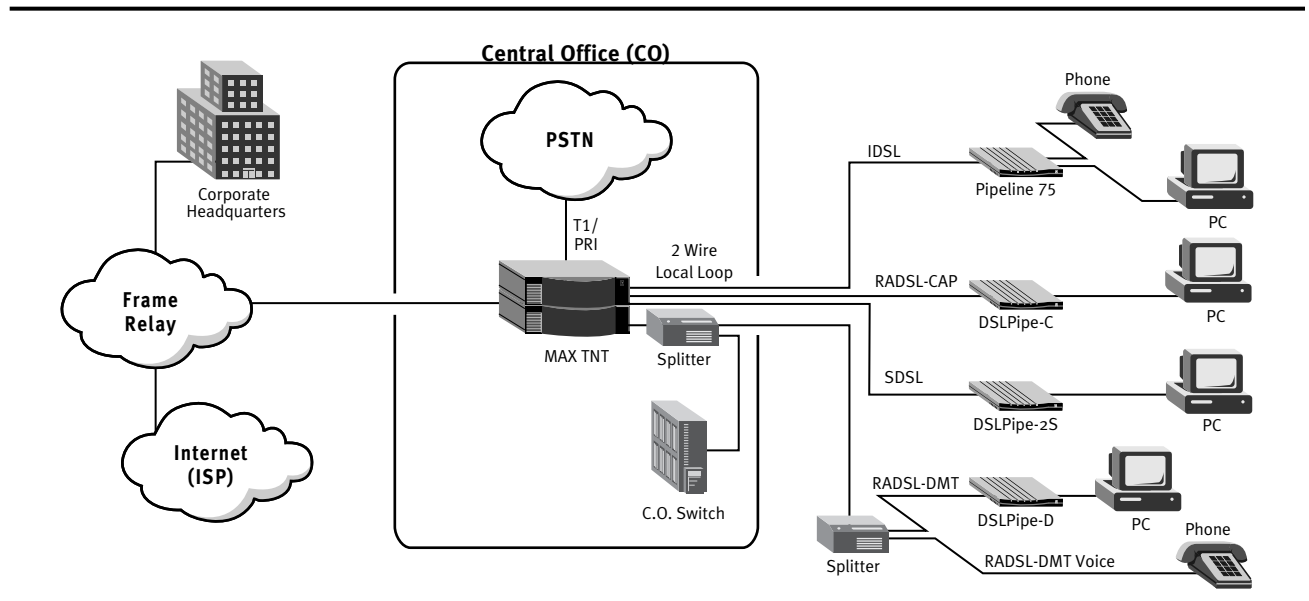 Central Office (CO)
Phone
PSTN
IDSL
Pipeline 75
Corporate
Headquarters
PC
T1/
PRI
2 Wire
Local Loop
RADSL-CAP
Frame
Relay
DSLPipe-C
PC
MAX TNT
Splitter
SDSL
DSLPipe-2S
PC
Internet
(ISP)
RADSL-DMT
C.O. Switch
DSLPipe-D
PC
Phone
Splitter
RADSL-DMT Voice